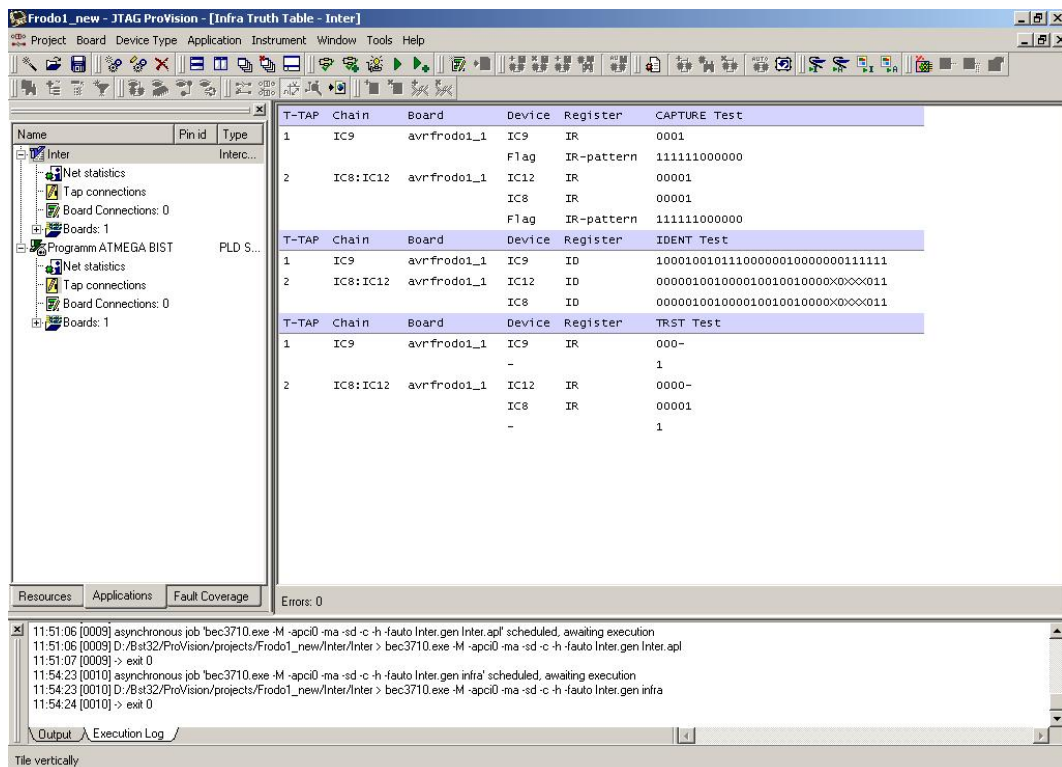 Frodo1_new - JTAG ProVision - [Infra Truth Table - Inter]
Project Board Device Type Application Instrument Window Tools Help
Name Pin id Type
Inter Interc...
Net statistics
Tap connections
Board Connections: 0
Boards: 1
Programm ATMEGA BIST PLD S...
Net statistics
Tap connections
Board Connections: 0
Boards: 1
Resources Applications Fault Coverage
T-TAP Chain Board Device Register CAPTURE Test
1 IC9 avrfrodo1_1 IC9 IR 0001
Flag IR-pattern 111111000000
2 IC8:IC12 avrfrodo1_1 IC12 IR 00001
IC8 IR 00001
Flag IR-pattern 111111000000
T-TAP Chain Board Device Register IDENT Test
1 IC9 avrfrodo1_1 IC9 ID 10001001011100000010000000111111
2 IC8:IC12 avrfrodo1_1 IC12 ID 000001001000010010010000X0XXX011
IC8 ID 000001001000010010010000X0XXX011
T-TAP Chain Board Device Register TRST Test
1 IC9 avrfrodo1_1 IC9 IR 000-
- 1
2 IC8:IC12 avrfrodo1_1 IC12 IR 0000-
IC8 IR 00001
- 1
Errors: 0
11:51:06 [0009] asynchronous job 'bec3710.exe -M -apci0 -ma -sd -c -h -fauto Inter.gen Inter.apl' scheduled, awaiting execution
11:51:06 [0009] D:/Bst32/ProVision/projects/Frodo1_new/Inter/Inter > bec3710.exe -M -apci0 -ma -sd -c -h -fauto Inter.gen Inter.apl
11:51:07 [0009] -> exit 0
11:54:23 [0010] asynchronous job 'bec3710.exe -M -apci0 -ma -sd -c -h -fauto Inter.gen infra' scheduled, awaiting execution
11:54:23 [0010] D:/Bst32/ProVision/projects/Frodo1_new/Inter/Inter > bec3710.exe -M -apci0 -ma -sd -c -h -fauto Inter.gen infra
11:54:24 [0010] -> exit 0
Output Execution Log
Tile vertically